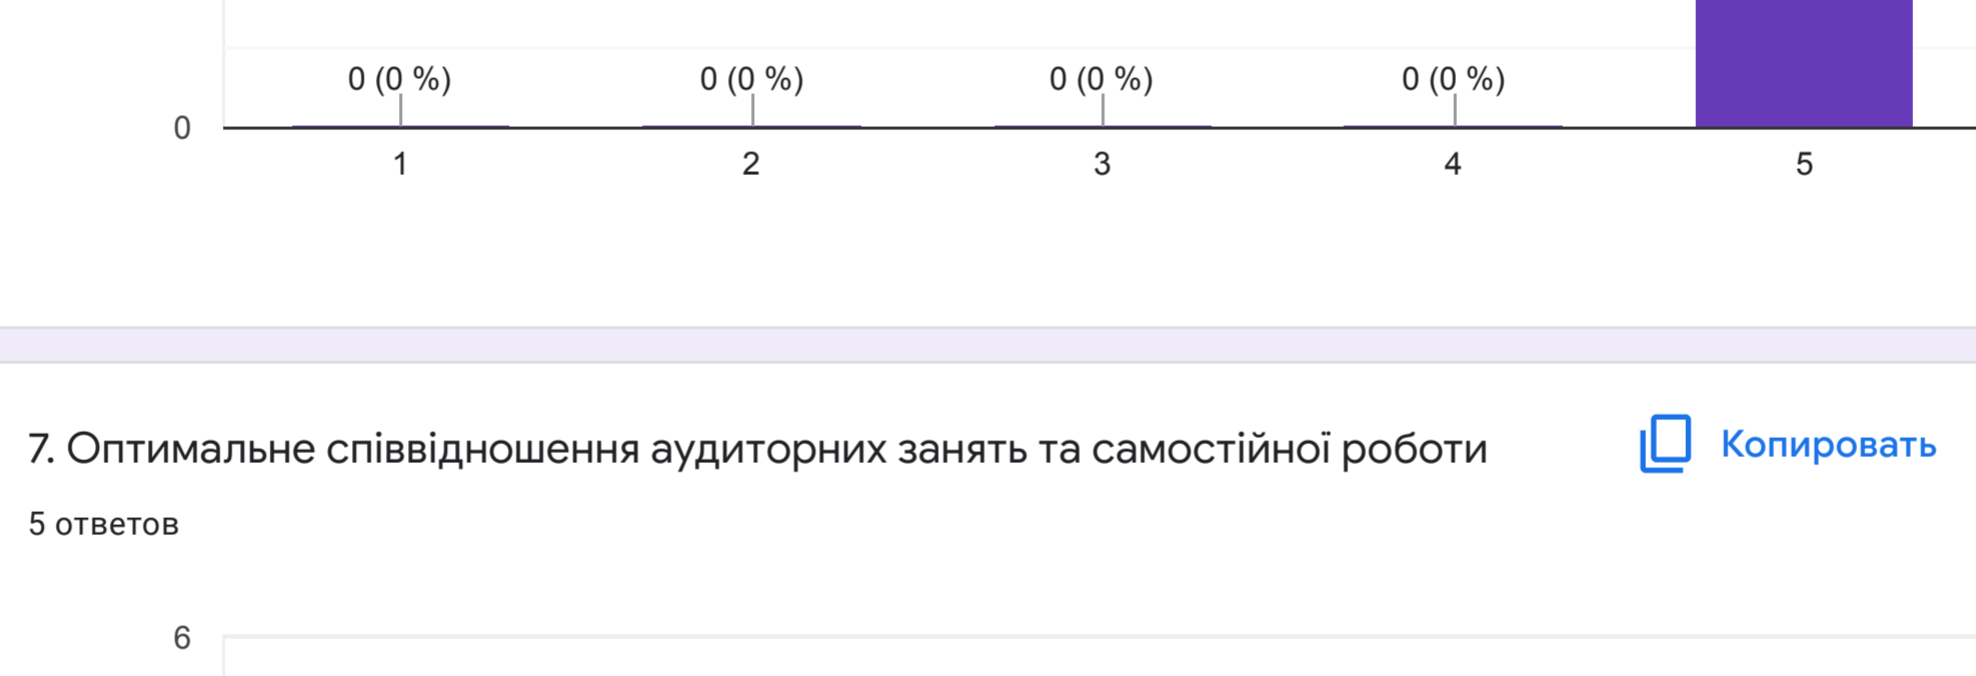 0 (0 %) 0 (0 %) 0 (0 %) 0 (0 %)
0
1 2 3 4 5
7. Оптимальне співвідношення аудиторних занять та самостійної роботи
Копировать
5 ответов
6